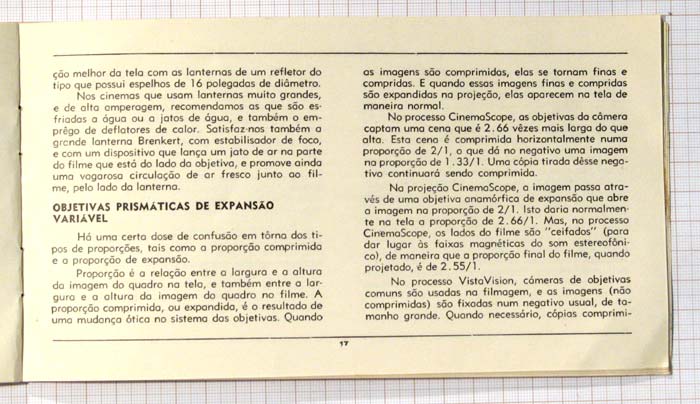 ção melhor da tela com as lanternas de um refletor do
tipo que possui espelhos de 16 polegadas de diâmetro.
Nos cinemas que usam lanternas muito grandes,
e de alta amperagem, recomendamos as que são es-
friadas a água ou a jatos de água, e também o em-
prêgo de deflatores de calor. Satisfaz-nos também a
grande lanterna Brenkert, com estabilisador de foco,
e com um dispositivo que lança um jato de ar na parte
do filme que está do lado da objetiva, e promove ainda
uma vagarosa circulação de ar fresco junto ao fil-
me, pelo lado da lanterna.
OBJETIVAS PRISMÁTICAS DE EXPANSÃO
VARIÁVEL
Há uma certa dose de confusão em tôrno dos ti-
pos de proporções, tais como a proporção comprimida
e a proporção de expansão.
Proporção é a relação entre a largura e a altura
da imagem do quadro na tela, e também entre a lar-
gura e a altura da imagem do quadro no filme. A
proporção comprimida, ou expandida, é o resultado de
uma mudança ótica no sistema das objetivas. Quando
as imagens são comprimidas, elas se tornam finas e
compridas. E quando essas imagens finas e compridas
são expandidas na projeção, elas aparecem na tela de
maneira normal.
No processo CinemaScope, as objetivas da câmera
captam uma cena que é 2.66 vêzes mais larga do que
alta. Esta cena é comprimida horizontalmente numa
proporção de 2/1, o que dá no negativo uma imagem
na proporção de 1.33/1. Uma cópia tirada dêsse nega-
tivo continuará sendo comprimida.
Na projeção CinemaScope, a imagem passa atra-
vés de uma objetiva anamórfica de expansão que abre
a imagem na proporção de 2/1. Isto daria normalmen-
te na tela a proporção de 2.66/1. Mas, no processo
CinemaScope, os lados do filme são "ceifados" (para
dar lugar às faixas magnéticas do som estereofôni-
co), de maneira que a proporção final do filme, quando
projetado, é de 2.55/1.
No processo VistaVision, câmeras de objetivas
comuns são usadas na filmagem, e as imagens (não
comprimidas) são fixadas num negativo usual, de ta-
manho grande. Quando necessário, cópias comprimi-
17